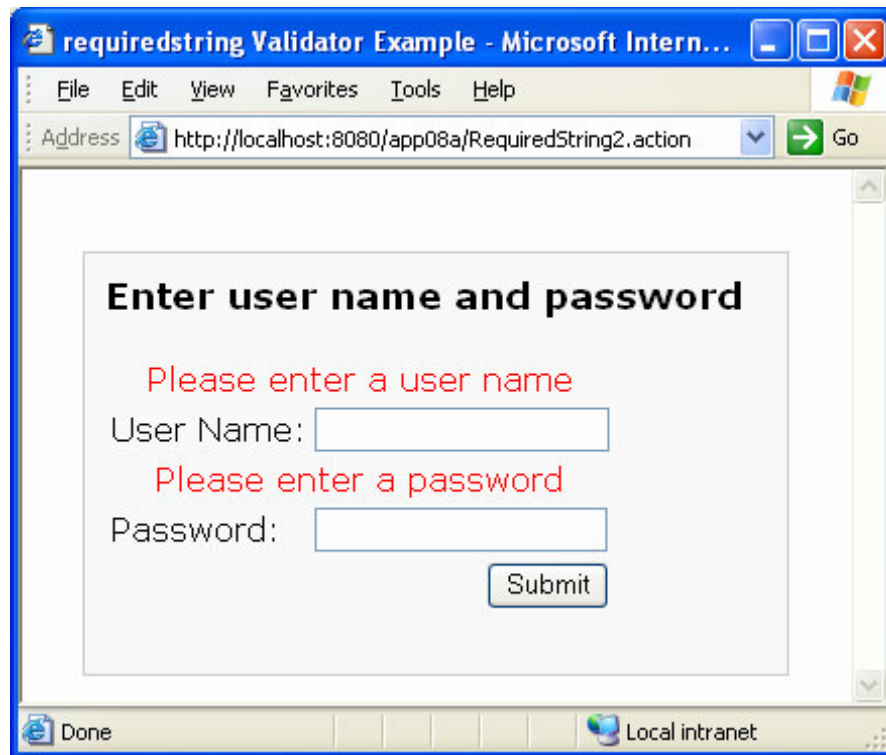 requiredstring Validator Example - Microsoft Intern...
File Edit View Favorites Tools Help
Address http://localhost:8080/app08a/RequiredString2.action Go
Enter user name and password
Please enter a user name
User Name:
Please enter a password
Password:
Submit
Done Local intranet